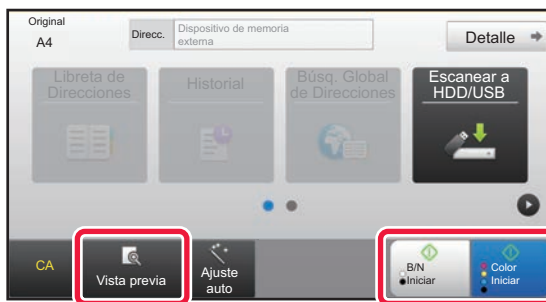 Original
A4
Direcc.
Dispositivo de memoria
externa
Detalle
Libreta de
Direcciones
Historial
Búsq. Global
de Direcciones
Escanear a
HDD/USB
CA
Vista previa
Ajuste
auto
B/N
Iniciar
Color
Iniciar